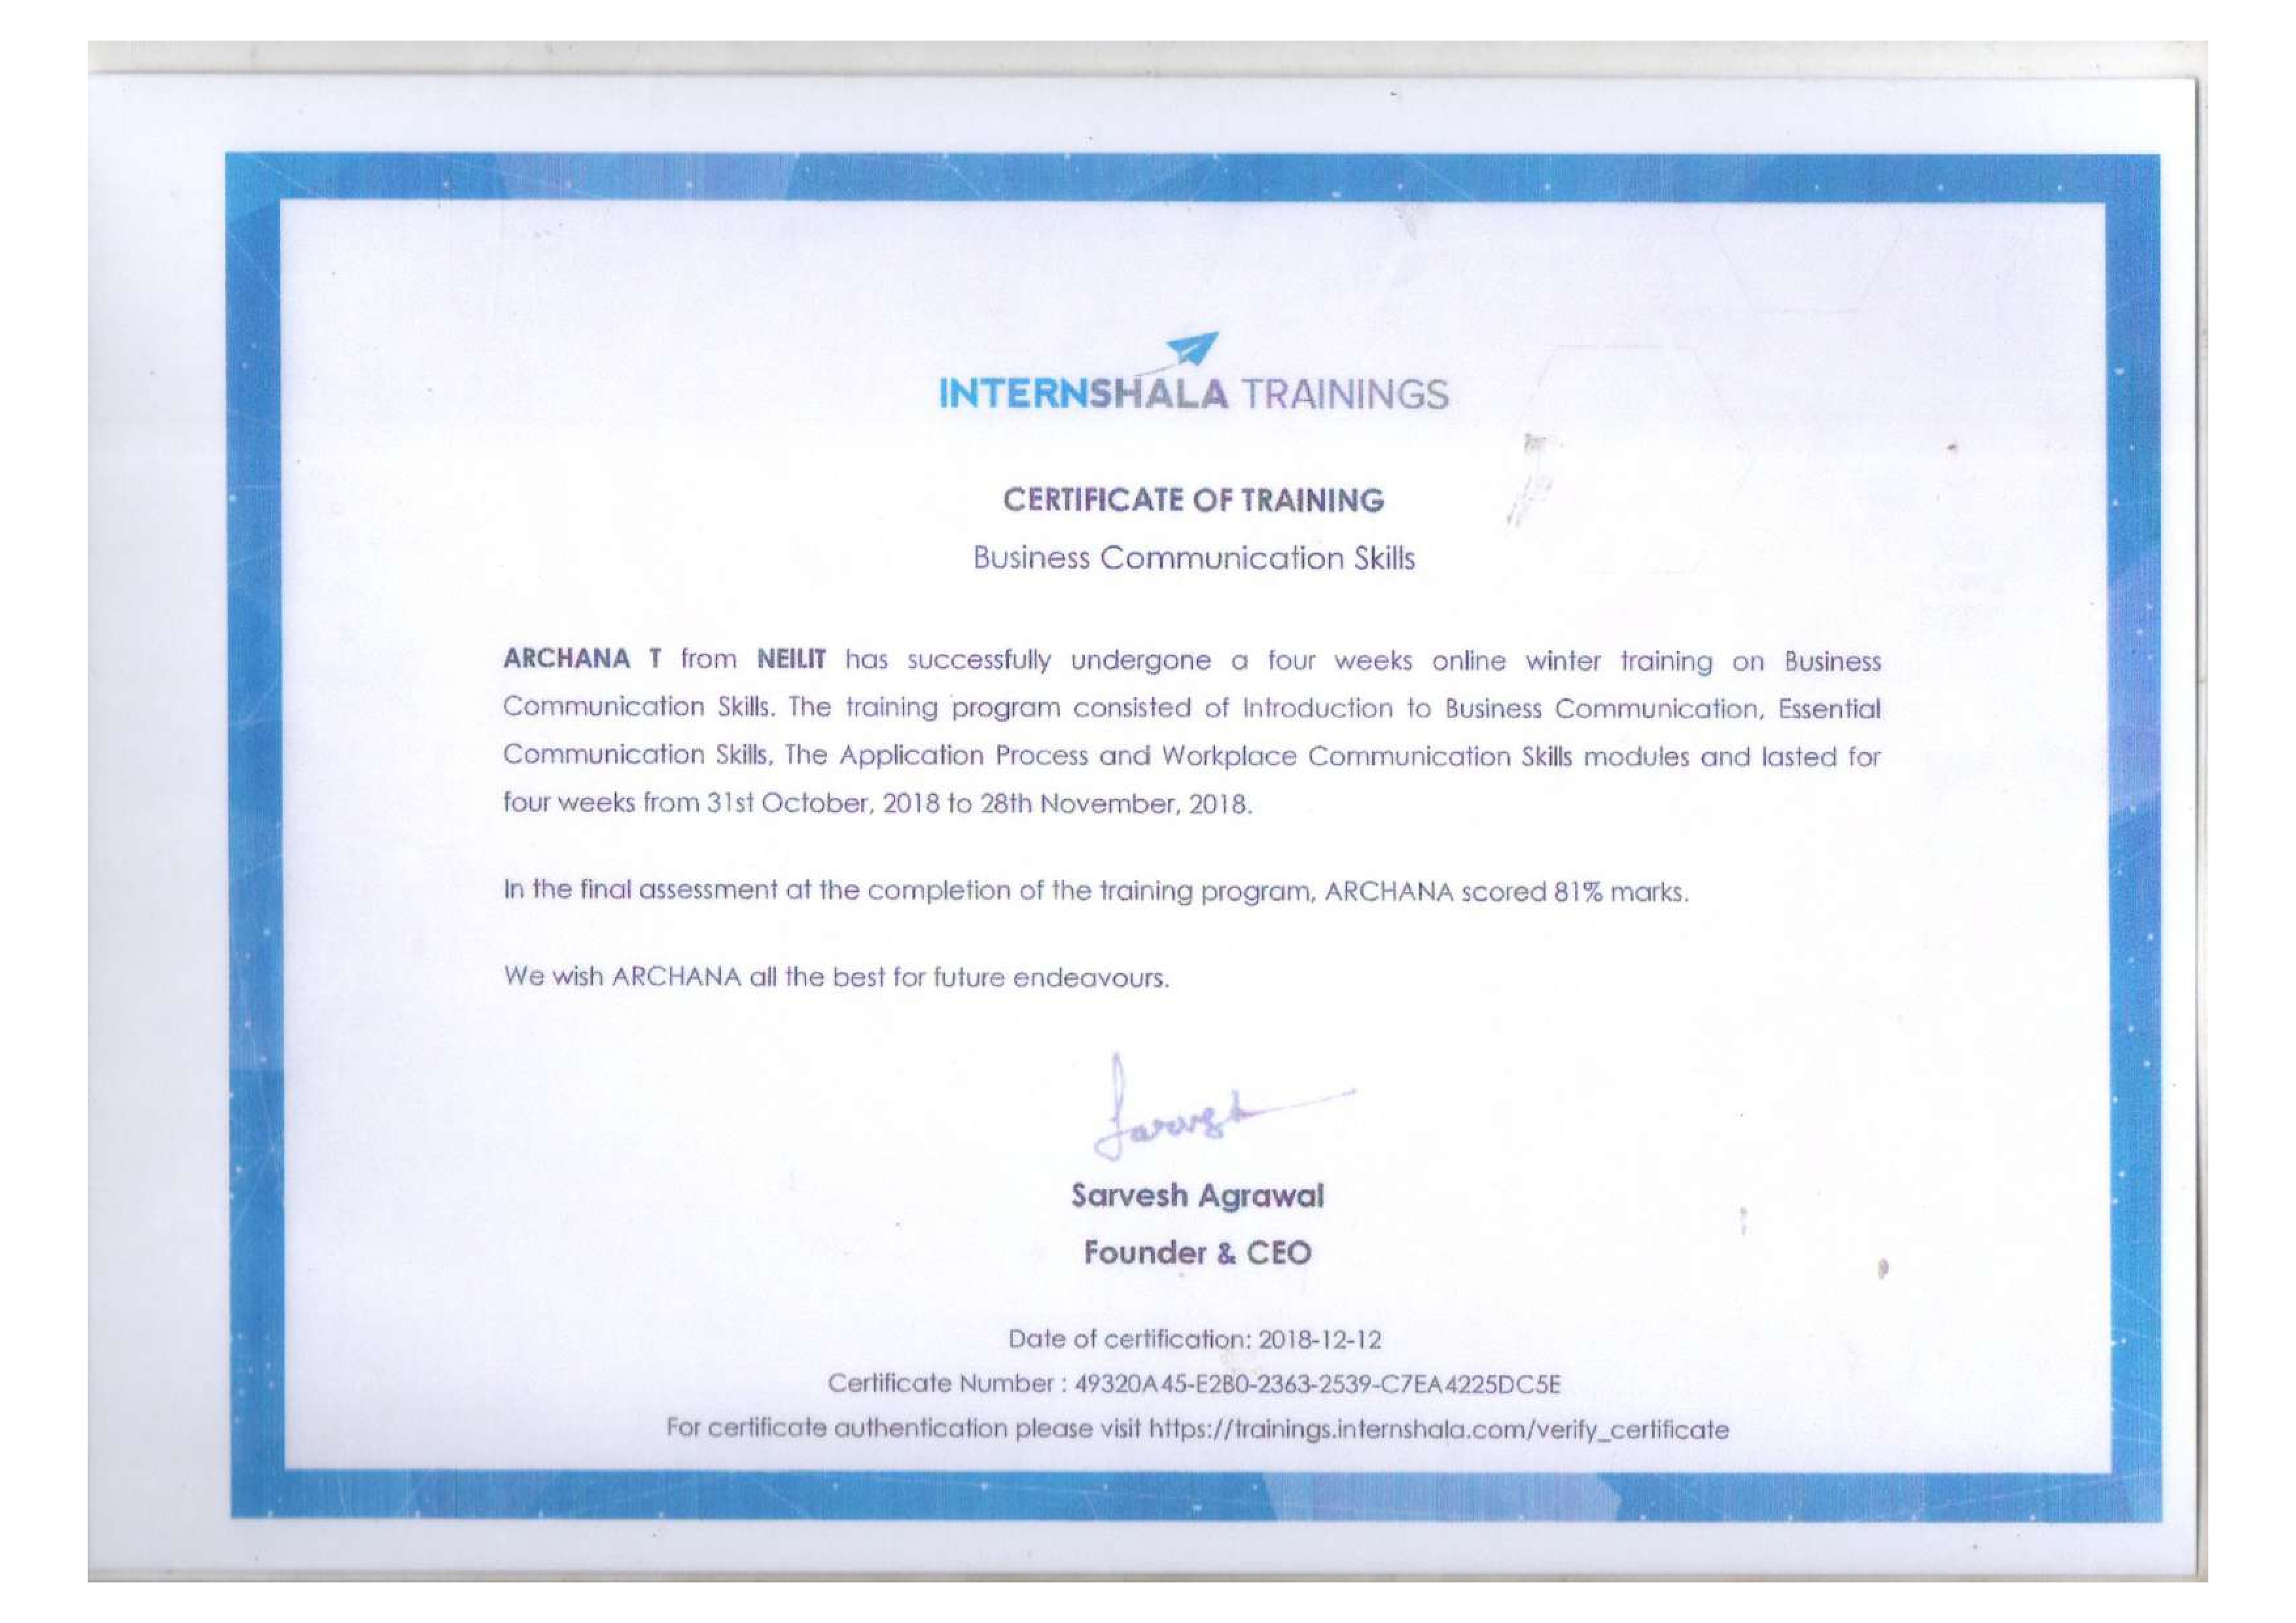 INTERNSHALA TRAININGS
CERTIFICATE OF TRAINING
Business Communication Skills
ARCHANA T from NEILIT has successfully undergone a four weeks online winter training on Business
Communication Skills. The training program consisted of Introduction to Business Communication, Essential
Communication Skills, The Application Process and Workplace Communication Skills modules and lasted for
four weeks from 31st October, 2018 to 28th November, 2018.
In the final assessment at the completion of the training program, ARCHANA scored 81% marks.
We wish ARCHANA all the best for future endeavours.
Sarvesh
Sarvesh Agrawal
Founder & CEO
Date of certification: 2018-12-12
Certificate Number : 49320A45-E2B0-2363-2539-C7EA4225DC5E
For certificate authentication please visit https://trainings.internshala.com/verify_certificate